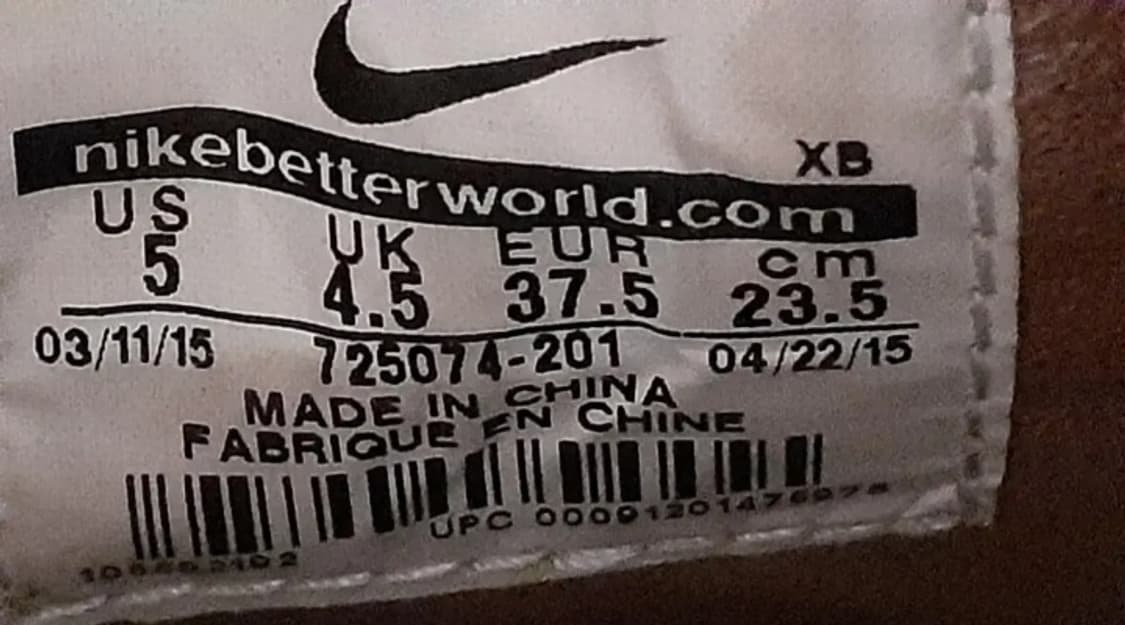 XB
nikebetterworld.com
US UK EUR cm
5 4.5 37.5 23.5
03/11/15 725074-201 04/22/15
MADE IN CHINA
FABRIQUE EN CHINE
UPC